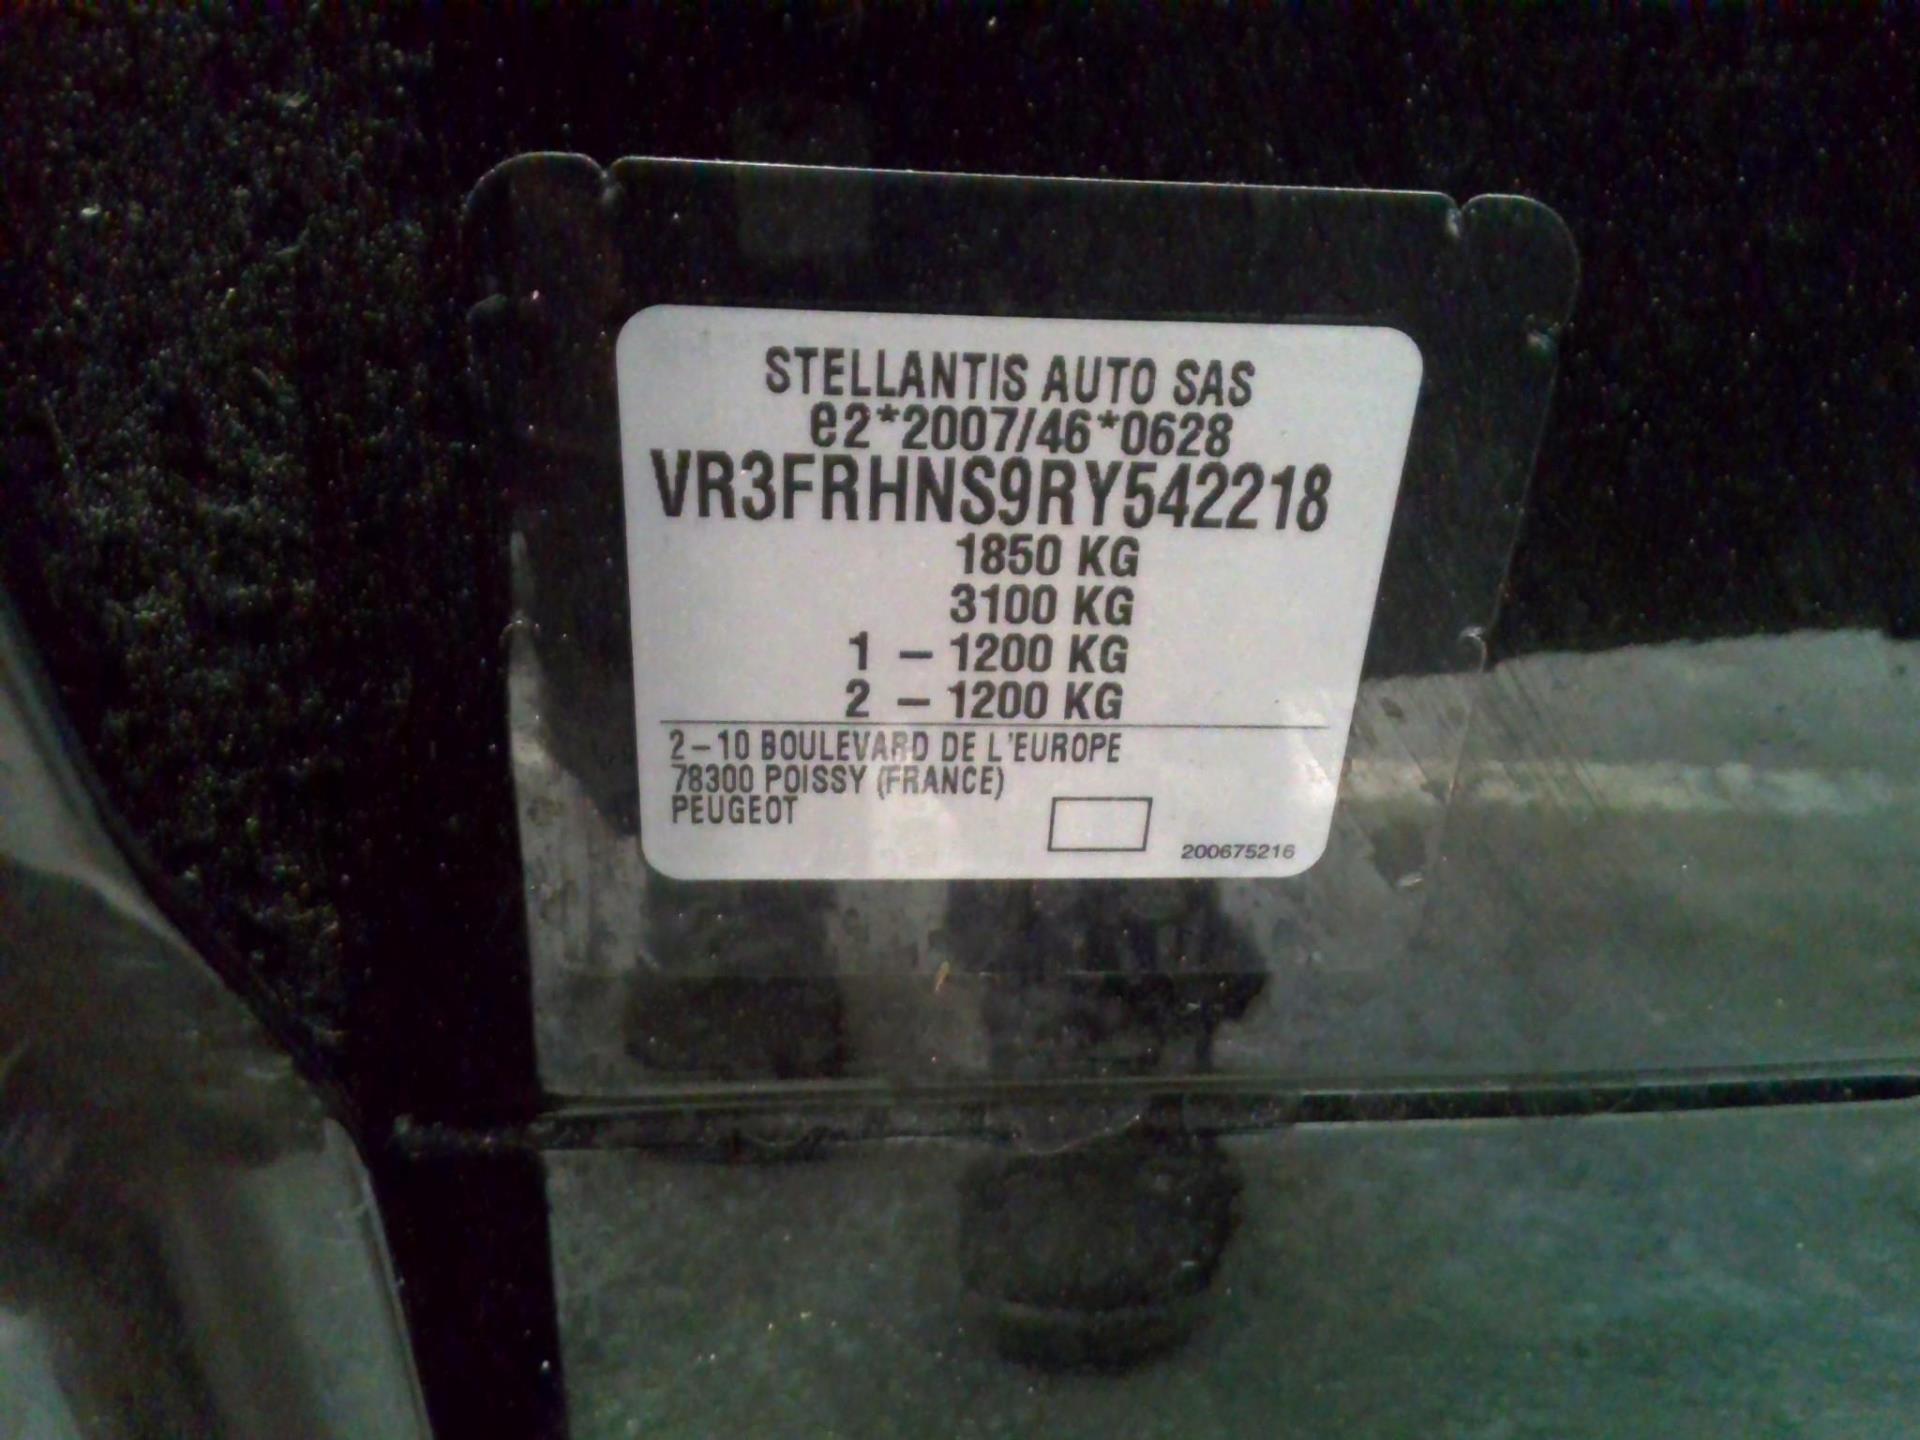 STELLANTIS AUTO SAS
e2*2007/46*0628
VR3FRHNS9RY542218
1850 KG
3100 KG
1 – 1200 KG
2 – 1200 KG
2–10 BOULEVARD DE L'EUROPE
78300 POISSY (FRANCE)
PEUGEOT
200675216